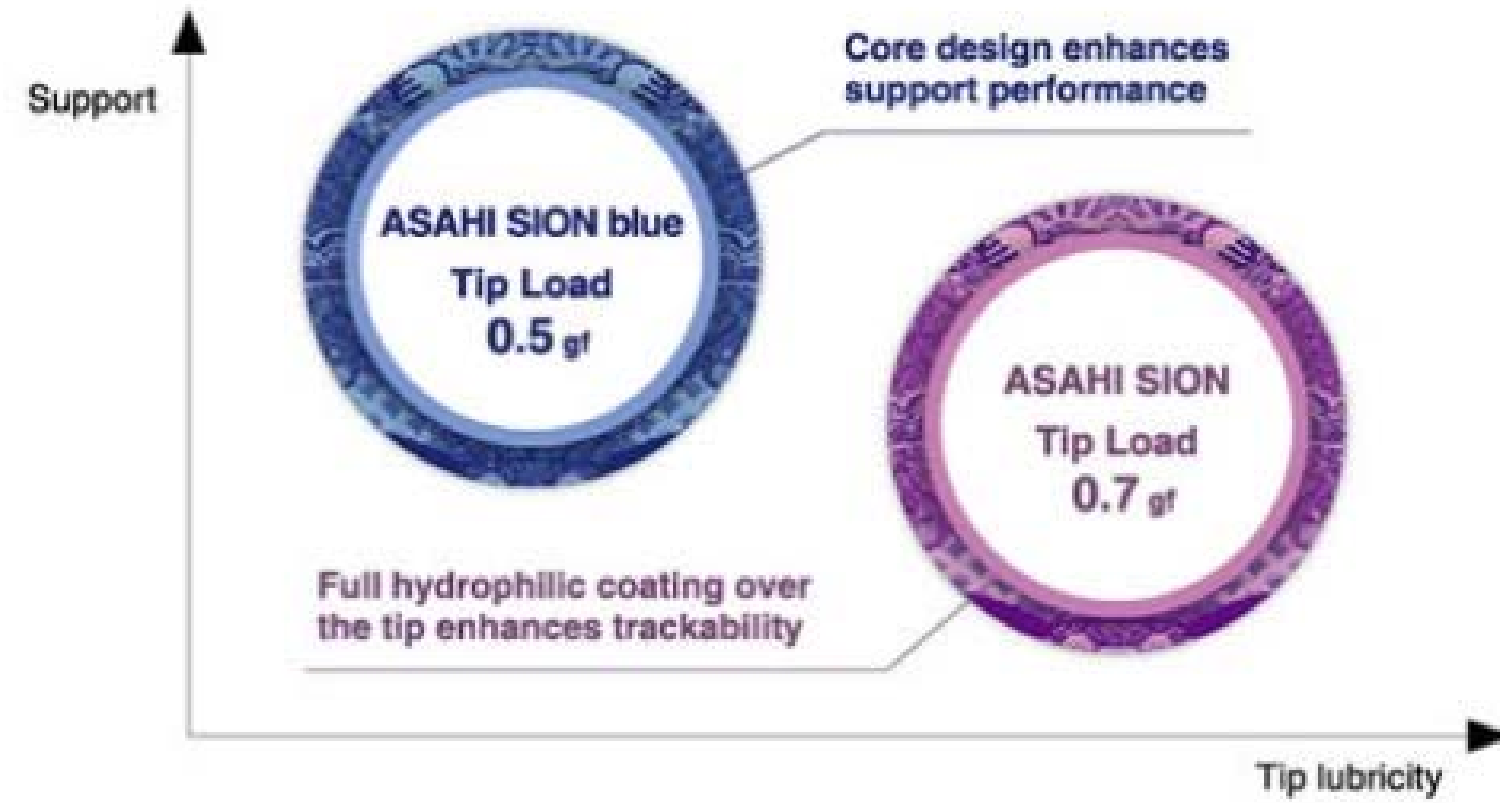 Support
Core design enhances
support performance
ASAHI SION blue
Tip Load
0.5 gf
ASAHI SION
Tip Load
0.7 gf
Full hydrophilic coating over
the tip enhances trackability
Tip lubricity